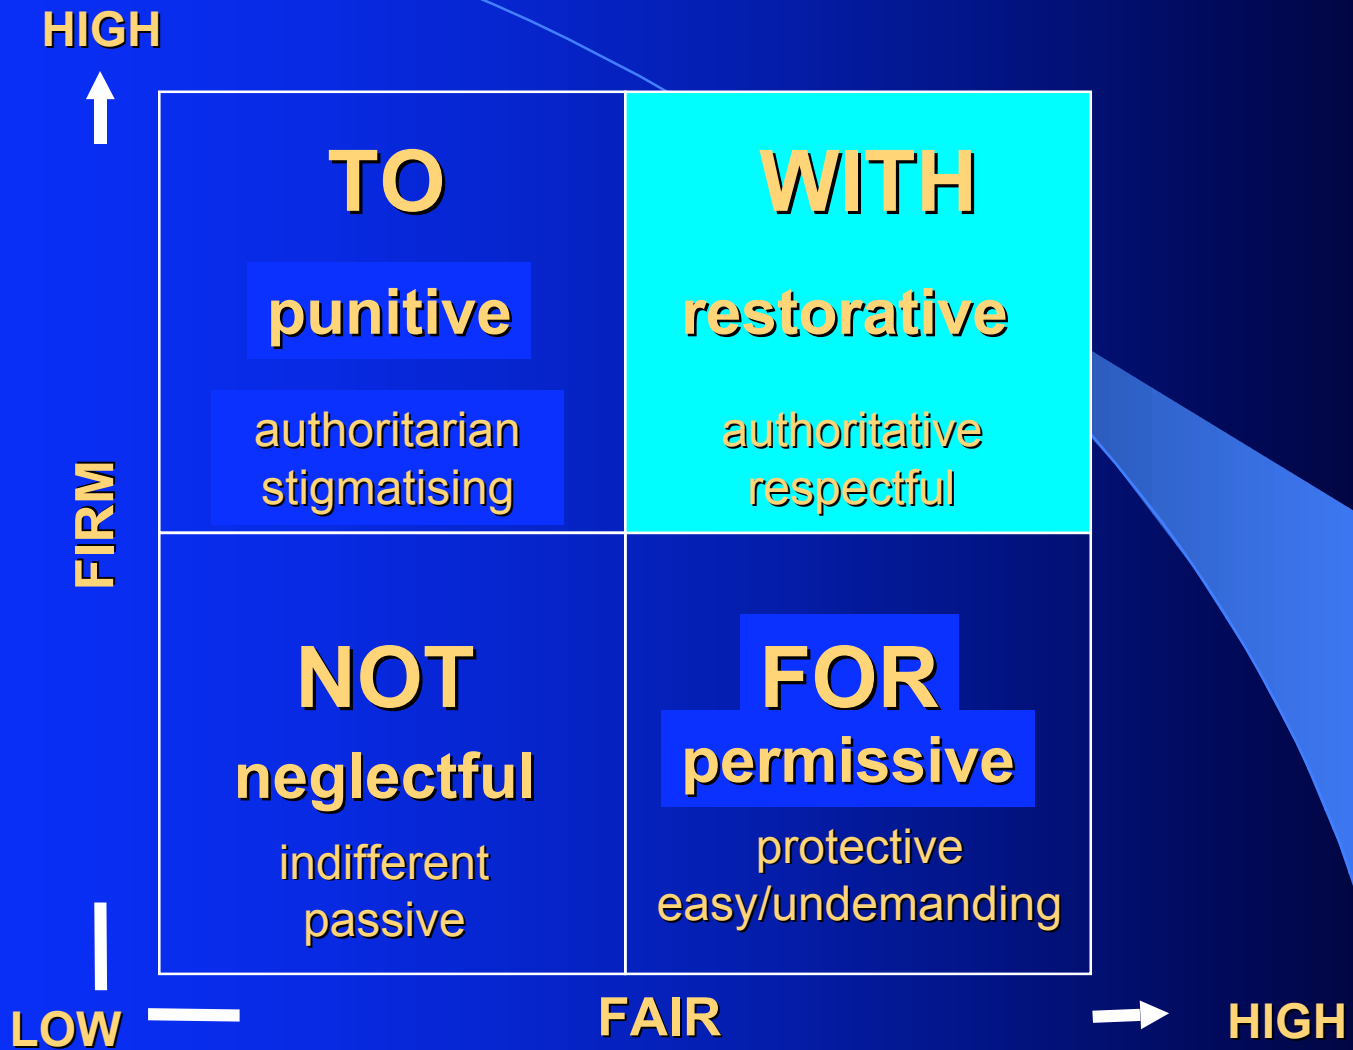 HIGH
TO
WITH
punitive
restorative
authoritarian
stigmatising
authoritative
respectful
FIRM
NOT
FOR
neglectful
permissive
indifferent
passive
protective
easy/undemanding
LOW
FAIR
HIGH